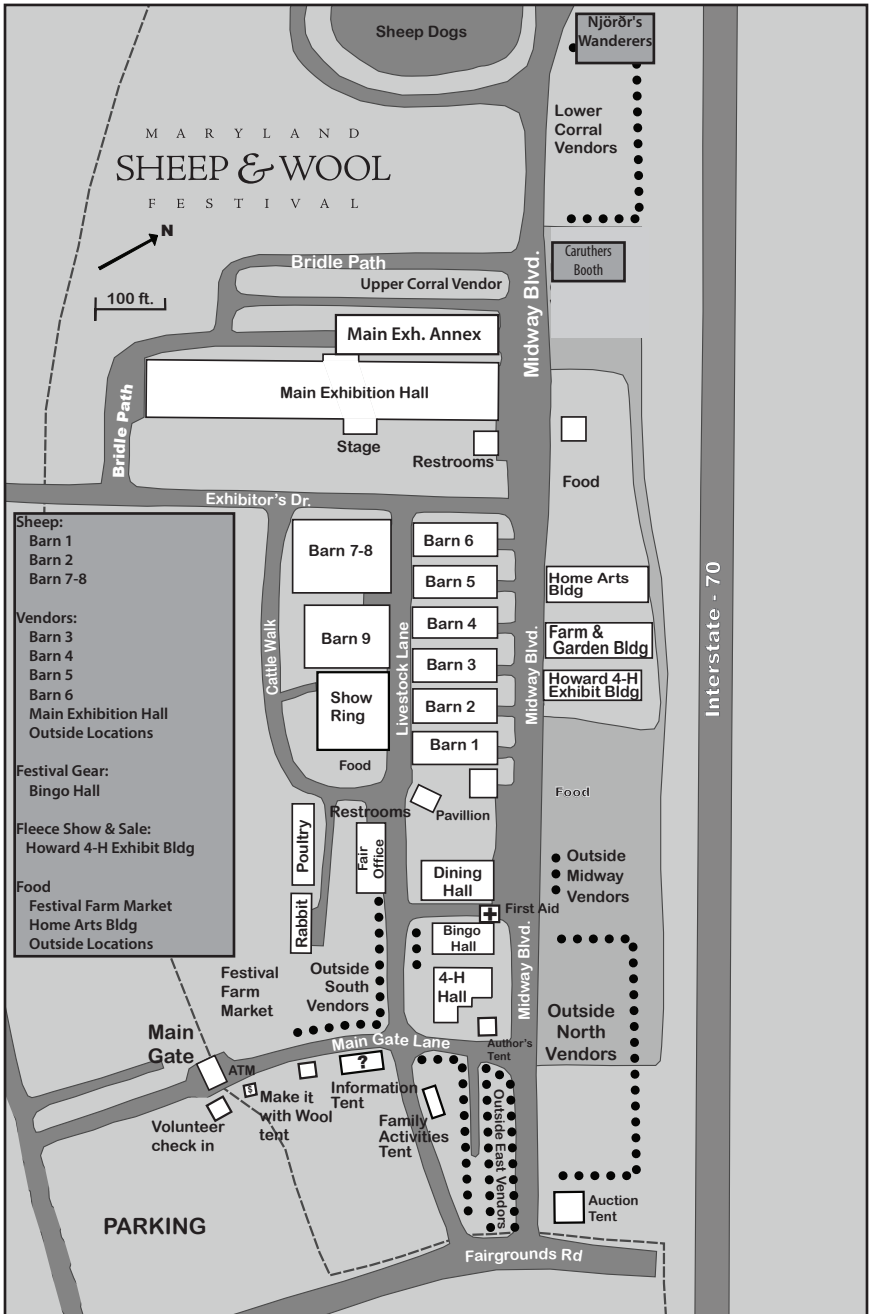 Sheep Dogs
Njörðr's
Wanderers
Lower
Corral
Vendors
M A R Y L A N D
SHEEP & WOOL
F E S T I V A L
N
100 ft.
Bridle Path
Upper Corral Vendor
Midway Blvd.
Caruthers
Booth
Main Exh. Annex
Main Exhibition Hall
Stage
Restrooms
Bridle Path
Food
Exhibitor's Dr.
Sheep:
Barn 1
Barn 2
Barn 7-8
Vendors:
Barn 3
Barn 4
Barn 5
Barn 6
Main Exhibition Hall
Outside Locations
Festival Gear:
Bingo Hall
Fleece Show & Sale:
Howard 4-H Exhibit Bldg
Food
Festival Farm Market
Home Arts Bldg
Outside Locations
Barn 7-8
Barn 9
Show
Ring
Food
Cattle Walk
Livestock Lane
Barn 6
Barn 5
Barn 4
Barn 3
Barn 2
Barn 1
Midway Blvd.
Home Arts
Bldg
Farm &
Garden Bldg
Howard 4-H
Exhibit Bldg
Interstate - 70
Food
Restrooms
Pavillion
Poultry
Fair
Office
Rabbit
Dining
Hall
First Aid
Bingo
Hall
4-H
Hall
Midway Blvd.
Outside
Midway
Vendors
Outside
North
Vendors
Festival
Farm
Market
Outside
South
Vendors
Main
Gate
Main Gate Lane
Author's
Tent
ATM
$
?
Make it
with Wool
tent
Information
Tent
Volunteer
check in
Family
Activities
Tent
Outside East Vendors
Auction
Tent
PARKING
Fairgrounds Rd